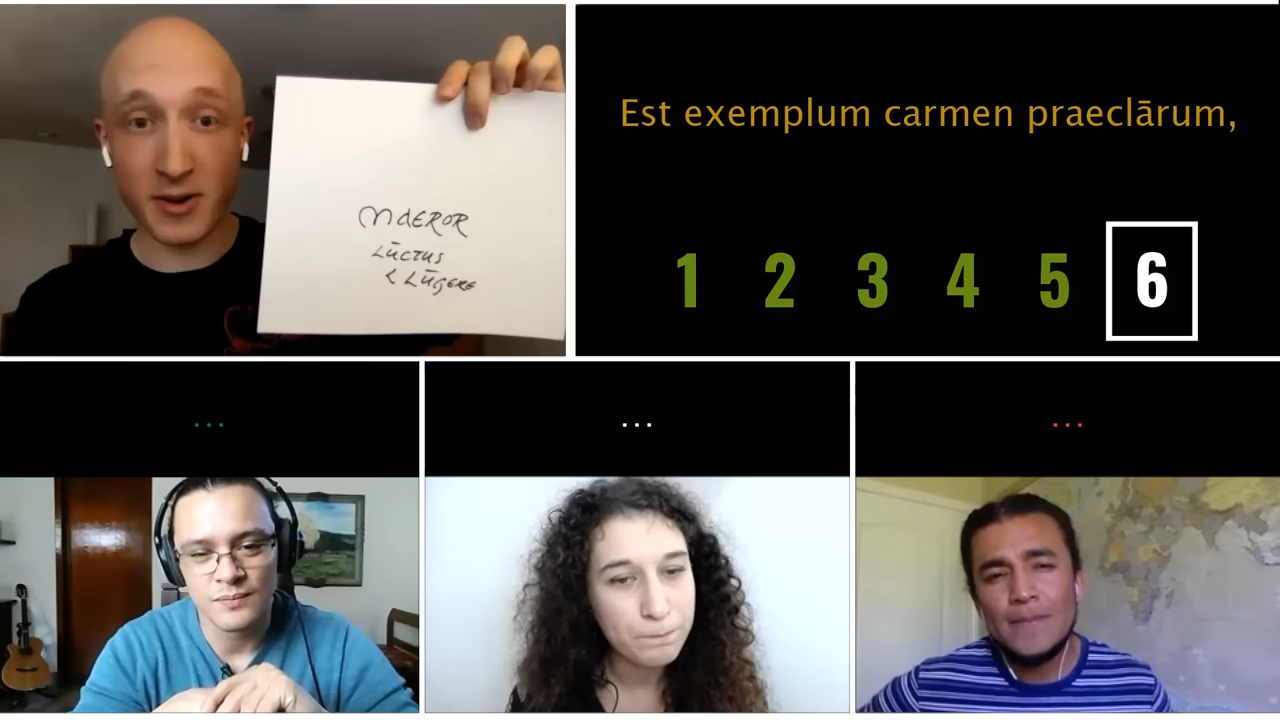 MAEROR
LŪCTUS
< LŪGERE
Est exemplum carmen praeclārum,
1 2 3 4 5 6
... ... ...